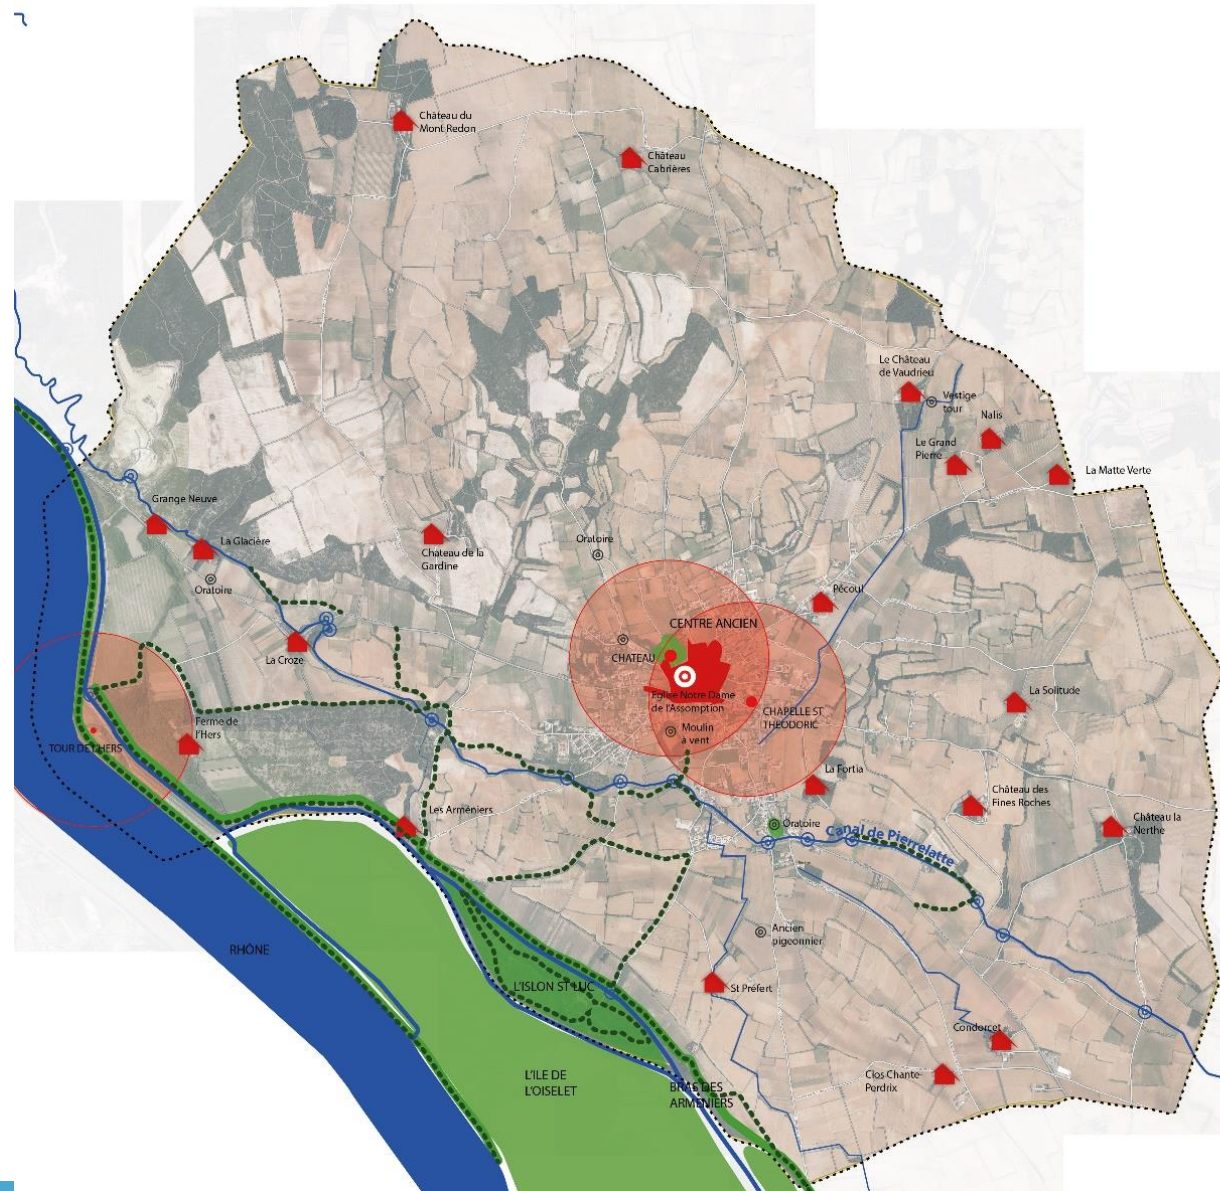 Château du
Mont Redon
Château
Cabrières
Le Château
de Vaudrieu
Vestige
tour
Nalis
Le Grand
Pierre
La Matte Verte
Grange Neuve
La Glacière
Oratoire
Chateau de la
Gardine
Oratoire
Pécoul
CENTRE ANCIEN
CHATEAU
Eglise Notre Dame
de l'Assomption
CHAPELLE ST
THEODORIC
Moulin
à vent
La Croze
La Solitude
Ferme de
l'Hers
TOUR DE L'HERS
La Fortia
Château des
Fines Roches
Château la
Nerthe
Les Arméniers
Oratoire
Canal de Pierrelatte
Ancien
pigeonnier
RHÔNE
L'ISLON ST LUC
St Préfert
Condorcet
Clos Chante-
Perdrix
L'ILE DE
L'OISELET
BRAS DES
ARMENIERS